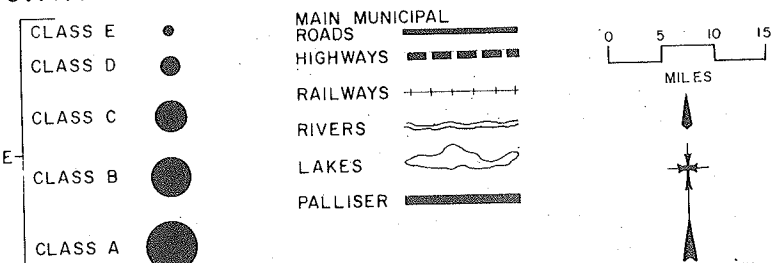 CLASS E
CLASS D
CLASS C
E
CLASS B
CLASS A
MAIN MUNICIPAL
ROADS
HIGHWAYS
RAILWAYS
RIVERS
LAKES
PALLISER
0 5 10 15
MILES